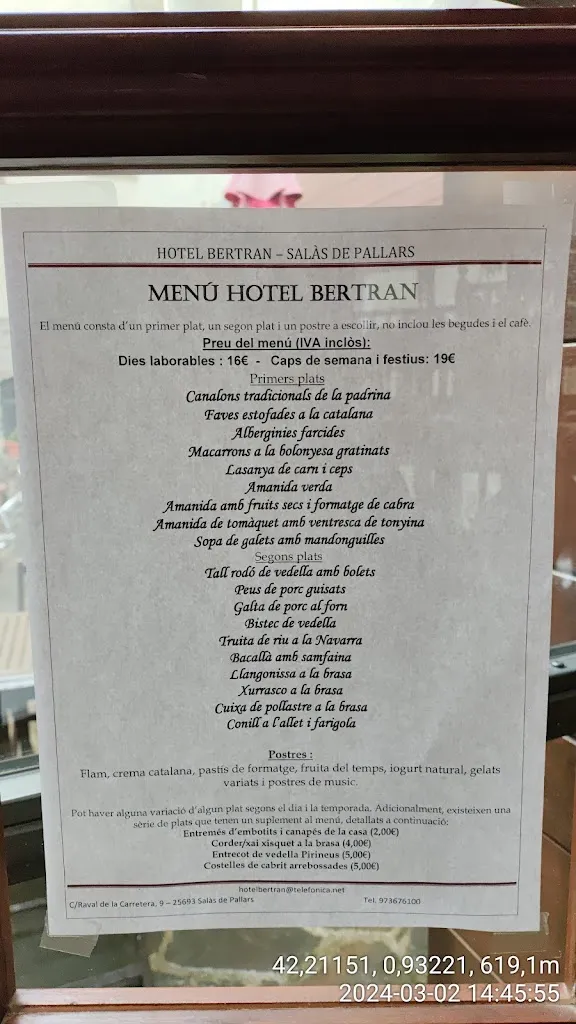 HOTEL BERTRAN – SALÀS DE PALLARS
MENÚ HOTEL BERTRAN
El menú consta d'un primer plat, un segon plat i un postre a escollir, no inclou les begudes i el cafè.
Preu del menú (IVA inclòs):
Dies laborables : 16€ - Caps de semana i festius: 19€
Primers plats
Canalons tradicionals de la padrina
Faves estofades a la catalana
Alberginies farcides
Macarrons a la bolonyesa gratinats
Lasanya de carn i ceps
Amanida verda
Amanida amb fruits secs i formatge de cabra
Amanida de tomàquet amb ventresca de tonyina
Sopa de galets amb mandonguilles
Segons plats
Tall rodó de vedella amb bolets
Peus de porc guisats
Galta de porc al forn
Bistec de vedella
Truita de riu a la Navarra
Bacallà amb samfaina
Llangonissa a la brasa
Xurrasco a la brasa
Cuixa de pollastre a la brasa
Conill a l'allet i farigola
Postres :
Flam, crema catalana, pastís de formatge, fruita del temps, iogurt natural, gelats
variats i postres de music.
Pot haver alguna variació d'algun plat segons el dia i la temporada. Adicionalment, existeixen una
sèrie de plats que tenen un suplement al menú, detallats a continuació:
Entremés d'embotits i canapés de la casa (2,00€)
Corder/xai xisquet a la brasa (4,00€)
Entrecot de vedella Pirineus (5,00€)
Costelles de cabrit arrebossades (5,00€)
hotelbertran@telefonica.net
C/Raval de la Carretera, 9 – 25693 Salàs de Pallars Tel. 973676100
42,21151, 0,93221, 619,1m
2024-03-02 14:45:55